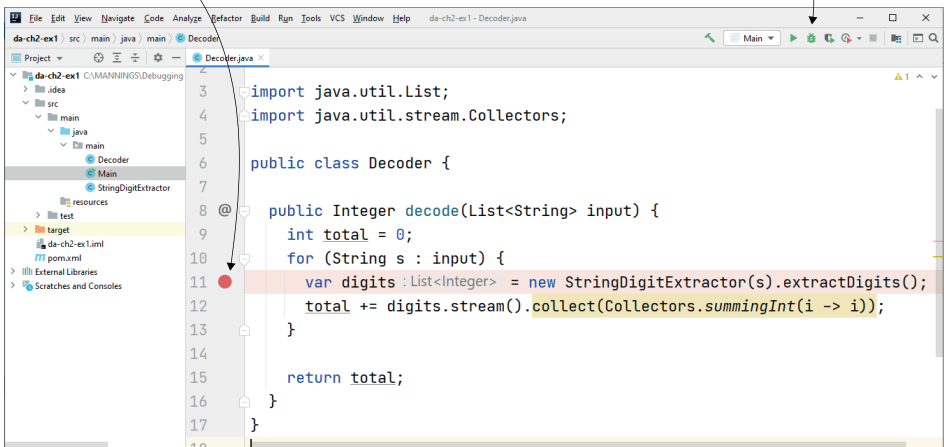 File Edit View Navigate Code Analyze Refactor Build Run Tools VCS Window Help da-ch2-ex1 - Decoder.java
da-ch2-ex1 src main java main Decoder Main
Project Decoder.java
da-ch2-ex1 C:\MANNINGS\Debugging
.idea
src
main
java
main
Decoder
Main
StringDigitExtractor
resources
test
target
da-ch2-ex1.iml
pom.xml
External Libraries
Scratches and Consoles
1
2
3 import java.util.List;
4 import java.util.stream.Collectors;
5
6 public class Decoder {
7
8 @ public Integer decode(List<String> input) {
9 int total = 0;
10 for (String s : input) {
11 var digits : List<Integer> = new StringDigitExtractor(s).extractDigits();
12 total += digits.stream().collect(Collectors.summingInt(i -> i));
13 }
14
15 return total;
16 }
17 }
18